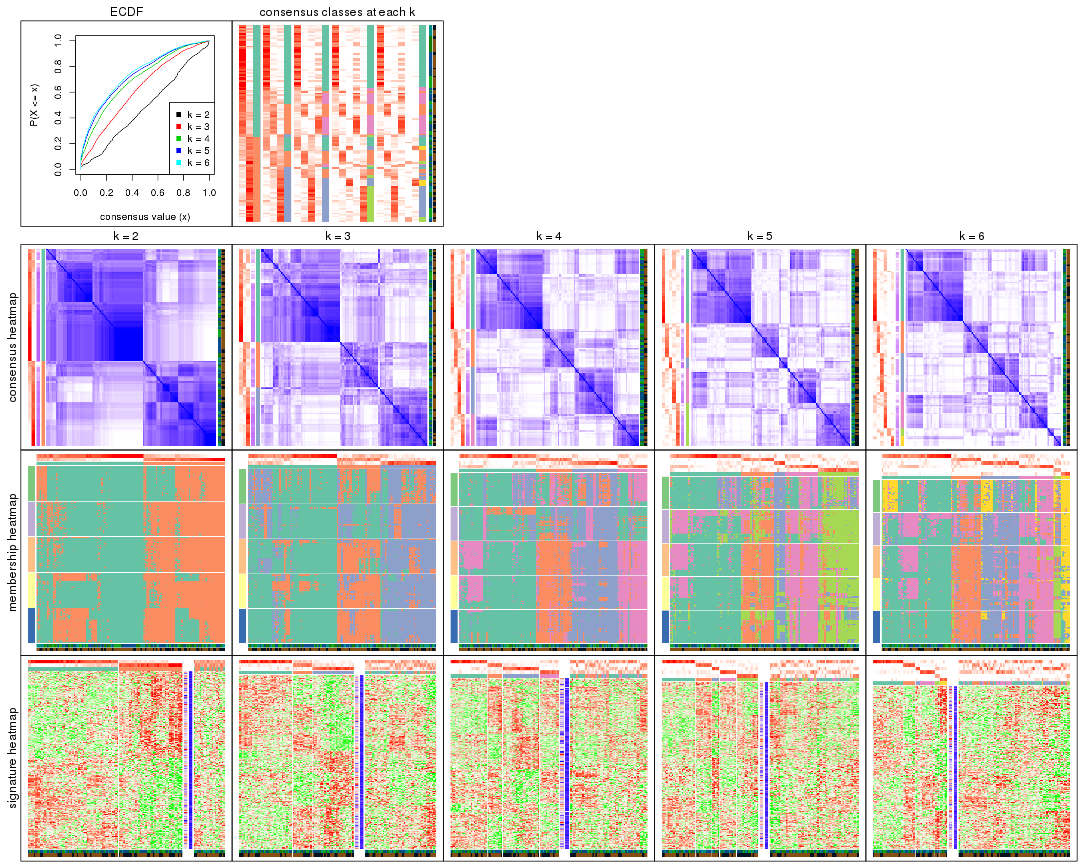 ECDF
consensus classes at each k
P(X <= x)
0.0 0.2 0.4 0.6 0.8 1.0
k = 2
k = 3
k = 4
k = 5
k = 6
0.0 0.2 0.4 0.6 0.8 1.0
consensus value (x)
k = 2
k = 3
k = 4
k = 5
k = 6
consensus heatmap
membership heatmap
signature heatmap